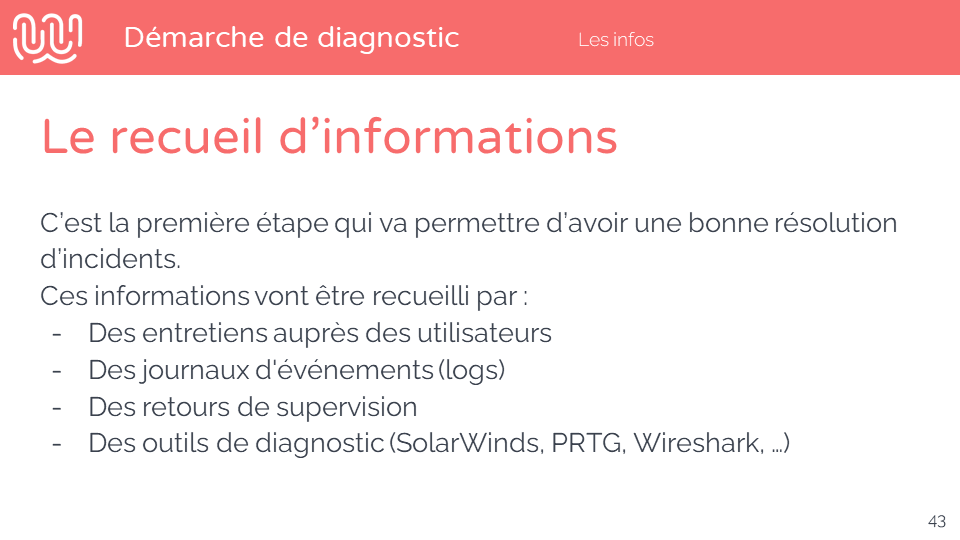 Démarche de diagnostic
Les infos
Le recueil d’informations
C’est la première étape qui va permettre d’avoir une bonne résolution
d’incidents.
Ces informations vont être recueilli par :
- Des entretiens auprès des utilisateurs
- Des journaux d'événements (logs)
- Des retours de supervision
- Des outils de diagnostic (SolarWinds, PRTG, Wireshark, …)
43